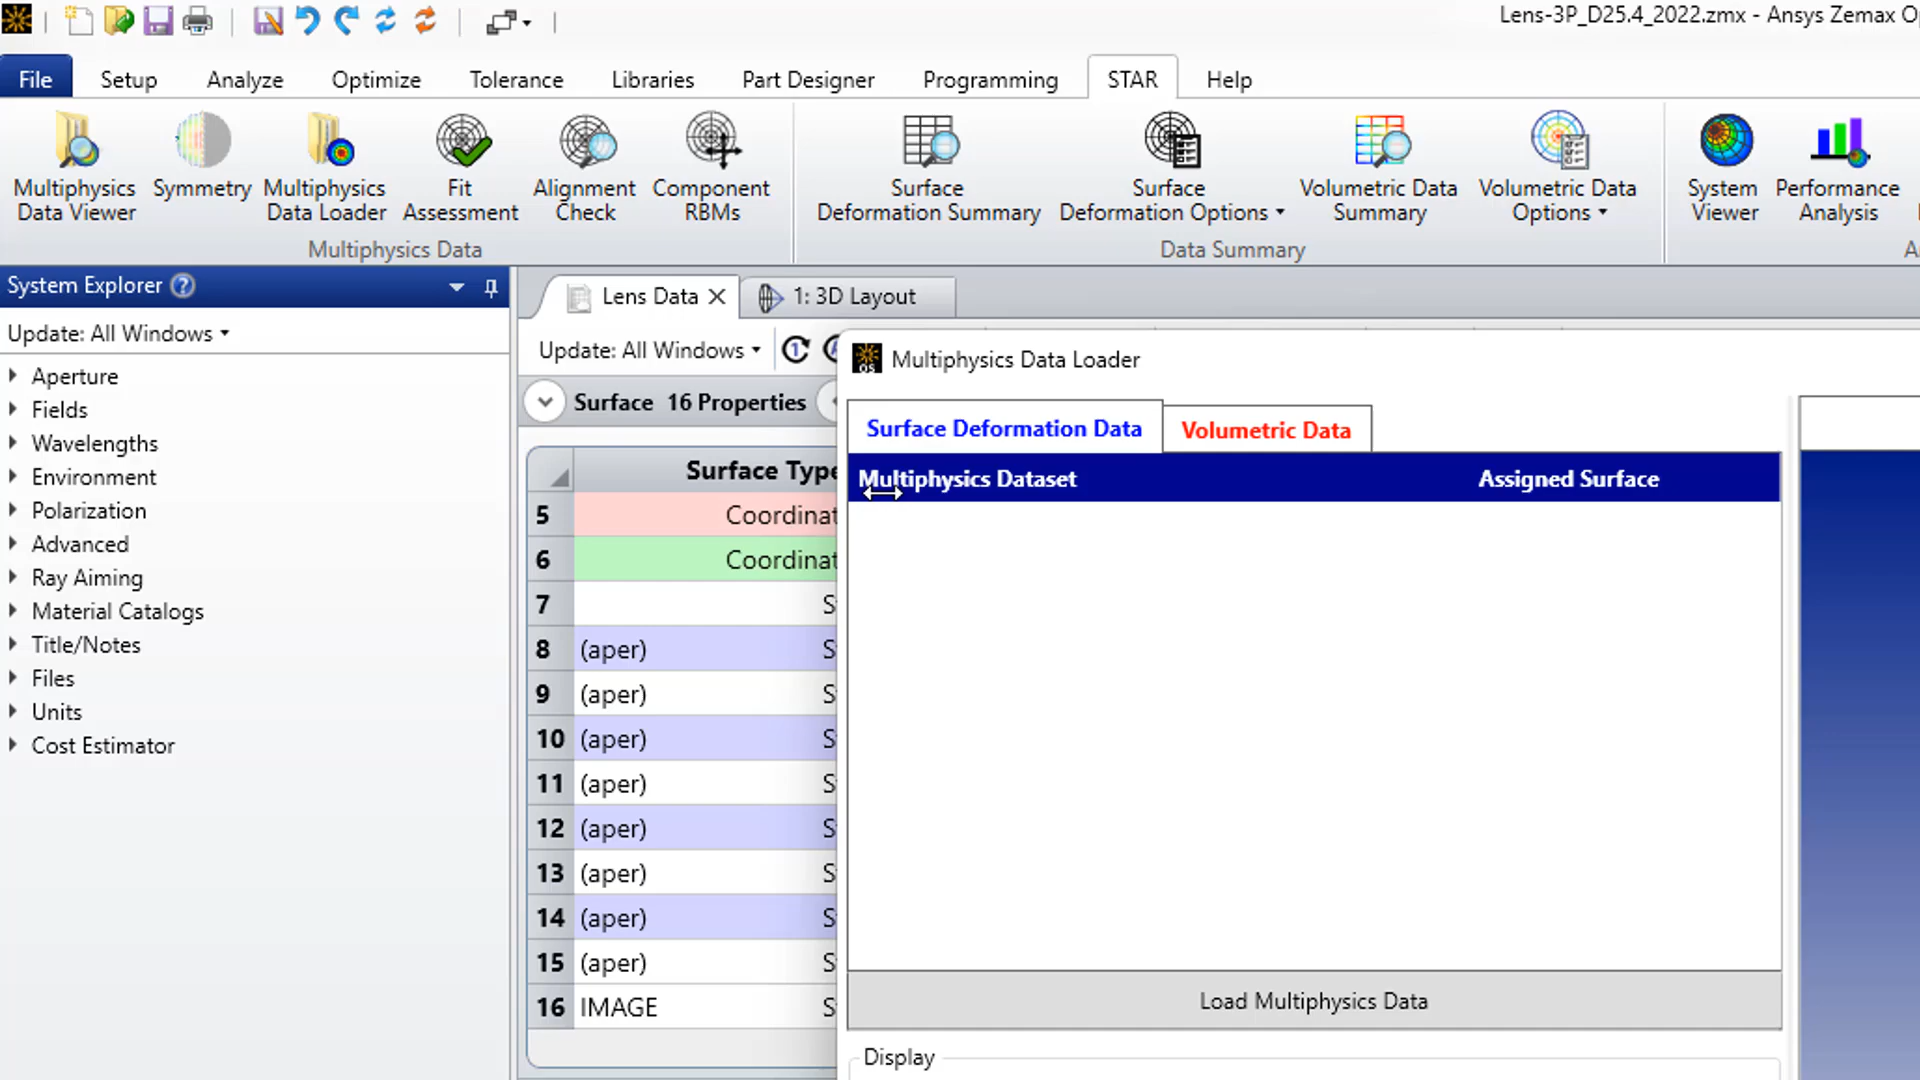 Lens-3P_D25.4_2022.zmx - Ansys Zemax Op
File Setup Analyze Optimize Tolerance Libraries Part Designer Programming STAR Help
Multiphysics Data Viewer
Symmetry
Multiphysics Data Loader
Fit Assessment
Alignment Check
Component RBMs
Surface Deformation Summary
Surface Deformation Options
Volumetric Data Summary
Volumetric Data Options
System Viewer
Performance Analysis
Multiphysics Data
Data Summary
System Explorer ?
Update: All Windows
Aperture
Fields
Wavelengths
Environment
Polarization
Advanced
Ray Aiming
Material Catalogs
Title/Notes
Files
Units
Cost Estimator
Lens Data
1: 3D Layout
Update: All Windows
Surface 16 Properties
Surface Type
5 Coordinat
6 Coordinat
7 S
8 (aper) S
9 (aper) S
10 (aper) S
11 (aper) S
12 (aper) S
13 (aper) S
14 (aper) S
15 (aper) S
16 IMAGE S
OS
Multiphysics Data Loader
Surface Deformation Data
Volumetric Data
Multiphysics Dataset Assigned Surface
Load Multiphysics Data
Display